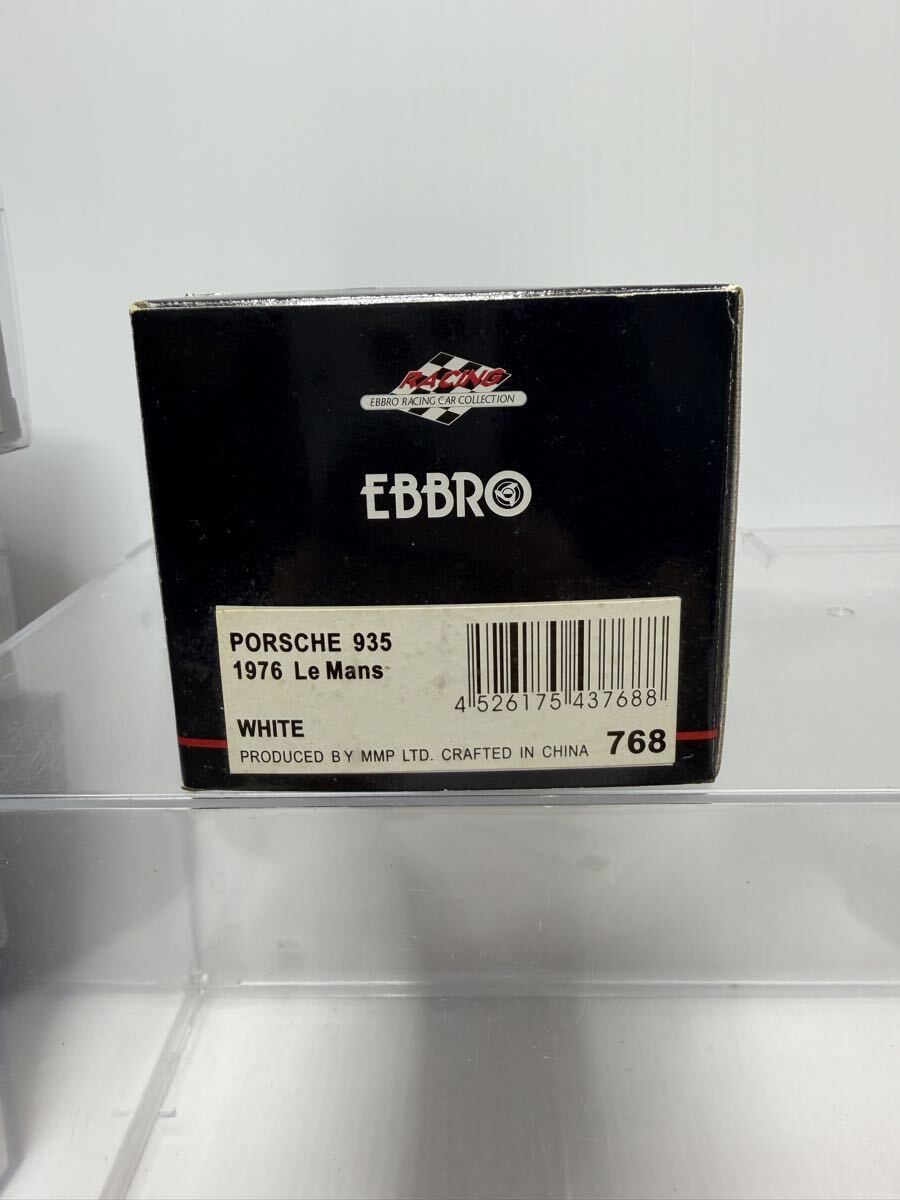 RACING
EBBRO RACING CAR COLLECTION
EBBRO
PORSCHE 935
1976 Le Mans
4 526175 437688
WHITE
PRODUCED BY MMP LTD. CRAFTED IN CHINA 768